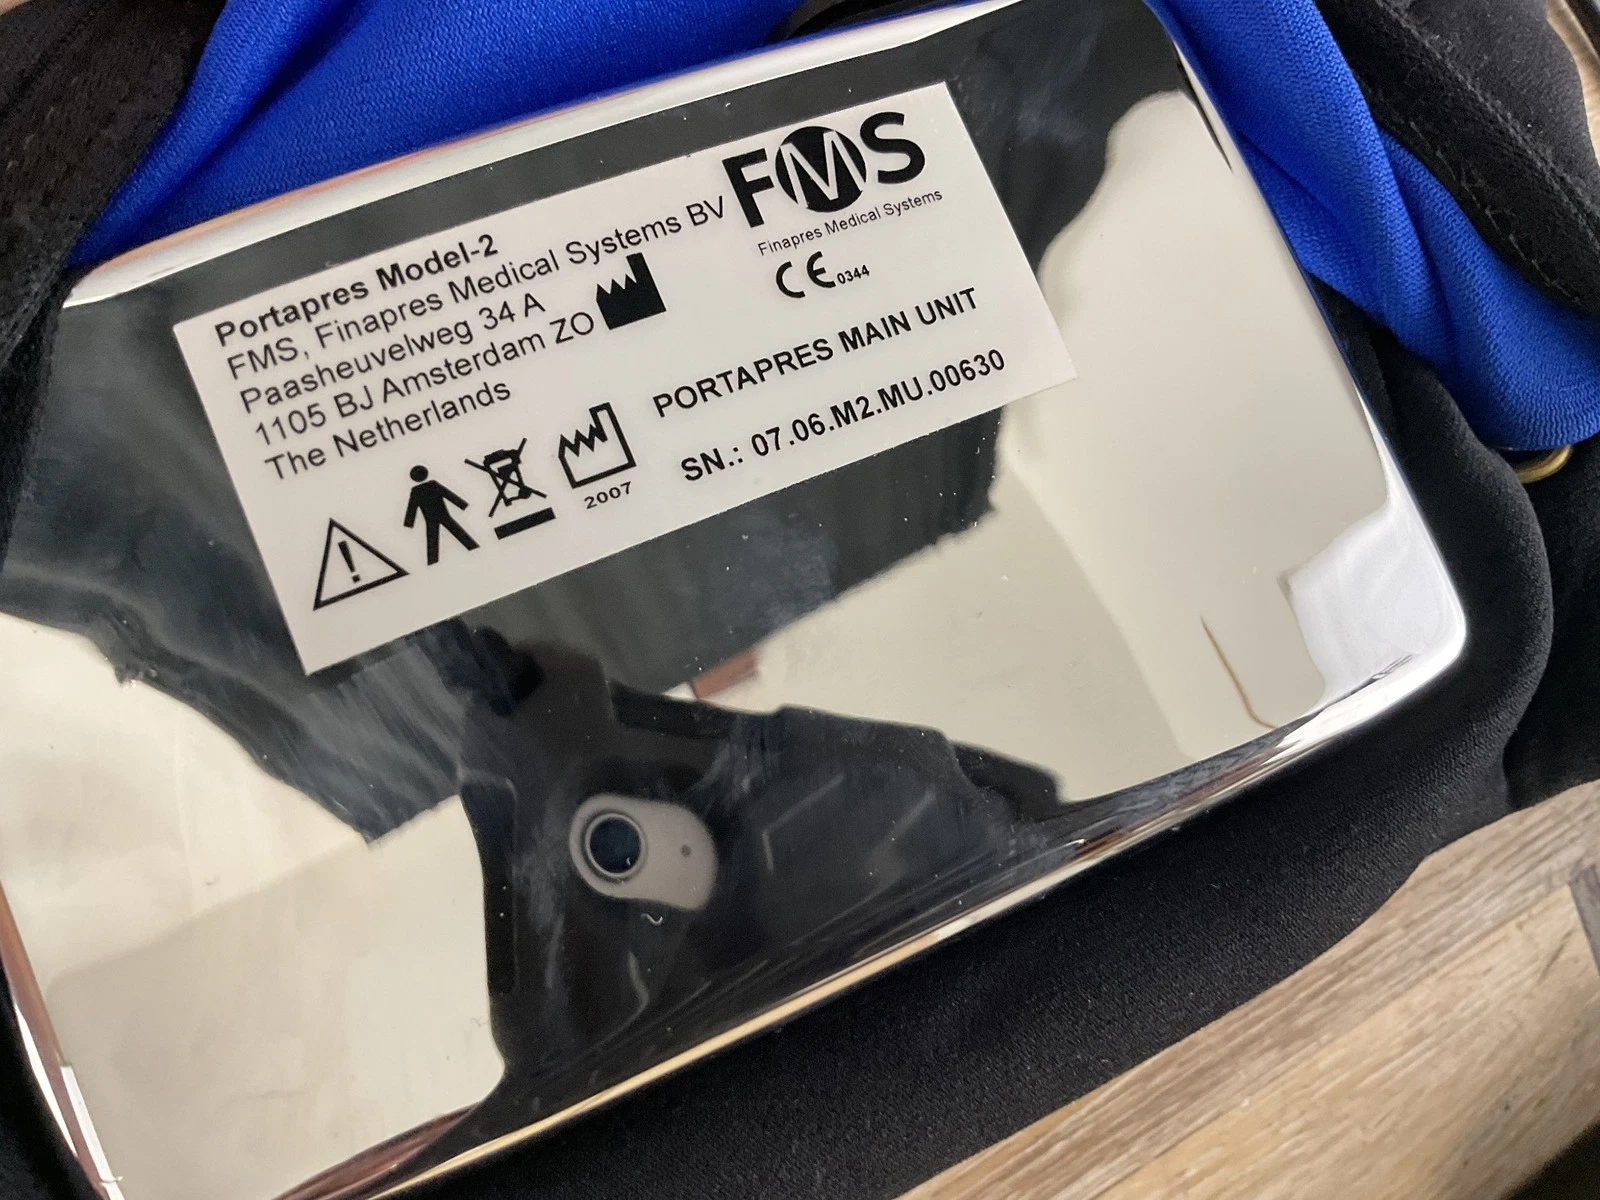 Portapres Model-2
FMS, Finapres Medical Systems BV
Paasheuvelweg 34 A
1105 BJ Amsterdam ZO
The Netherlands
FMS
Finapres Medical Systems
CE 0344
PORTAPRES MAIN UNIT
SN.: 07.06.M2.MU.00630
2007